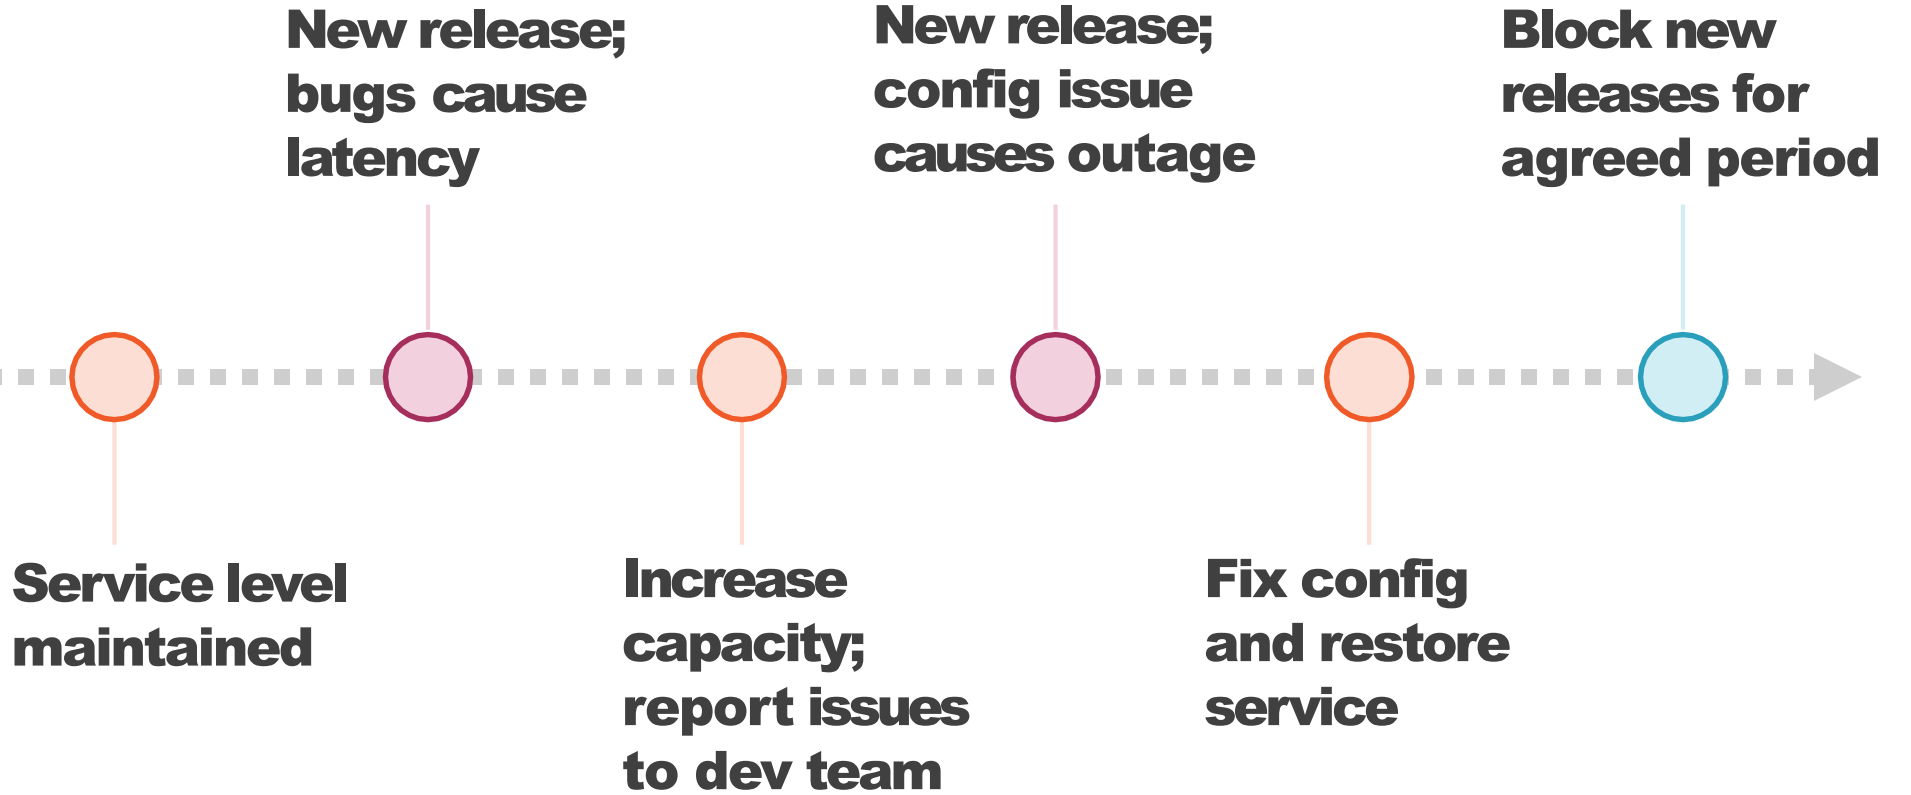 New release;
bugs cause
latency
New release;
config issue
causes outage
Block new
releases for
agreed period
Service level
maintained
Increase
capacity;
report issues
to dev team
Fix config
and restore
service